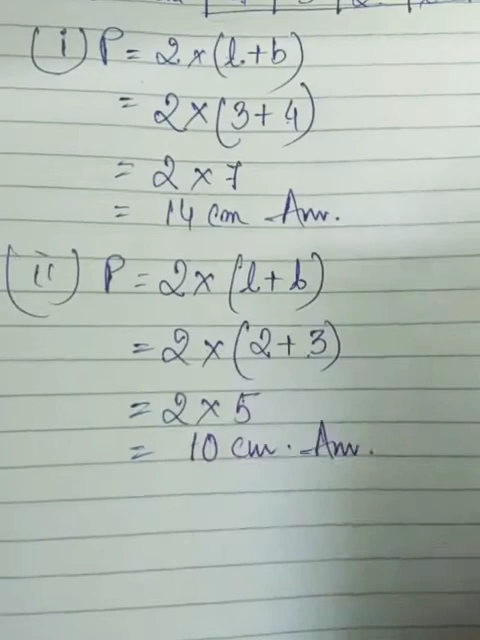 (i) P = 2 × (l + b)
= 2 × (3 + 4)
= 2 × 7
= 14 cm Ans.
(ii) P = 2 × (l + b)
= 2 × (2 + 3)
= 2 × 5
= 10 cm. Ans.